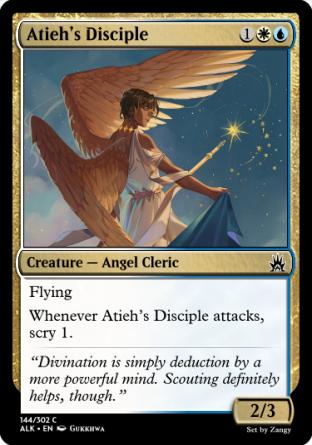 Atieh's Disciple 1
Creature — Angel Cleric
Flying
Whenever Atieh's Disciple attacks,
scry 1.
“Divination is simply deduction by a
more powerful mind. Scouting definitely
helps, though.”
2/3
144/302 C
ALK • EN Gukkhwa
Set by Zangy